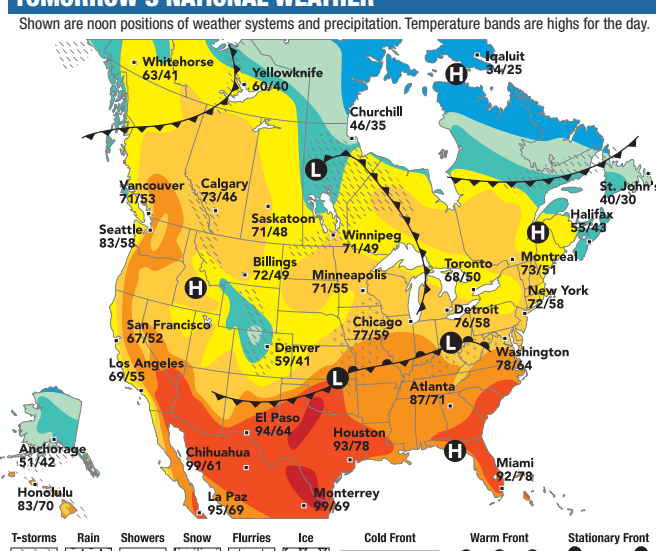 TOMORROW'S NATIONAL WEATHER
Shown are noon positions of weather systems and precipitation. Temperature bands are highs for the day.
Whitehorse
63/41
Yellowknife
60/40
Iqaluit
34/25
H
Churchill
46/35
L
Vancouver
71/53
Calgary
73/46
Saskatoon
71/48
Winnipeg
71/49
St. John's
40/30
Halifax
55/43
H
Seattle
83/58
Billings
72/49
Minneapolis
71/55
Toronto
68/50
Montreal
73/51
H
New York
72/58
San Francisco
67/52
Chicago
77/59
Detroit
76/58
Denver
59/41
L
Washington
78/64
Los Angeles
69/55
L
Atlanta
87/71
El Paso
94/64
Houston
93/78
H
Chihuahua
99/61
Miami
92/78
Anchorage
51/42
Honolulu
83/70
La Paz
95/69
Monterrey
99/69
T-storms Rain Showers Snow Flurries Ice Cold Front Warm Front Stationary Front